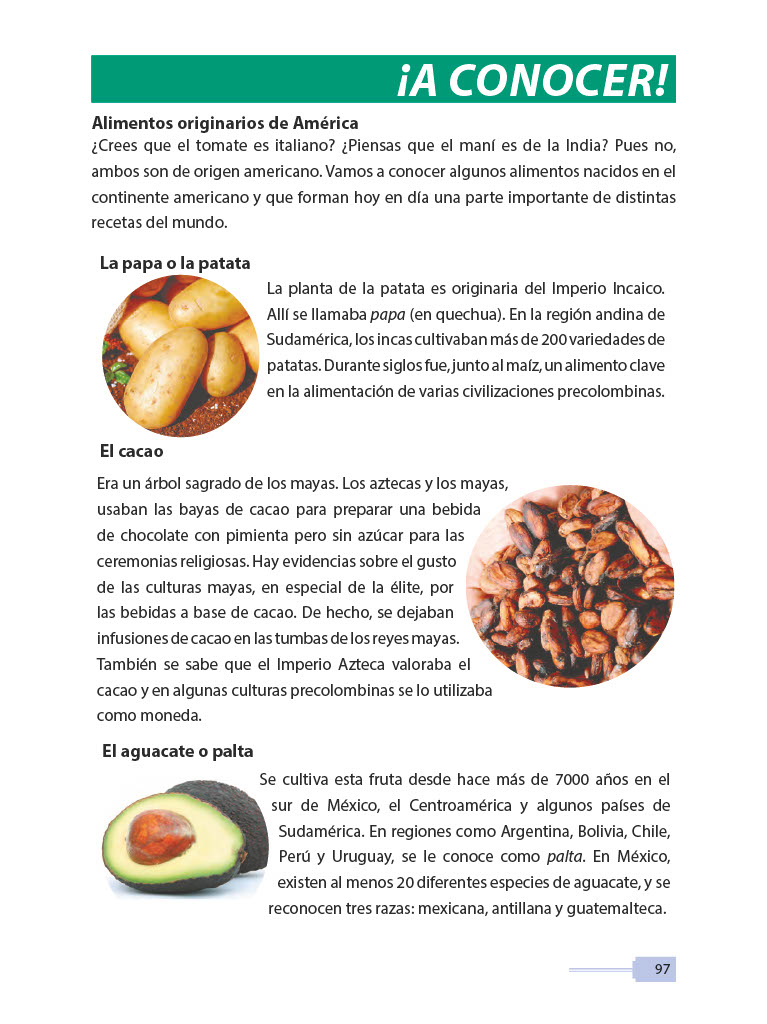 ¡A CONOCER!
Alimentos originarios de América
¿Crees que el tomate es italiano? ¿Piensas que el maní es de la India? Pues no,
ambos son de origen americano. Vamos a conocer algunos alimentos nacidos en el
continente americano y que forman hoy en día una parte importante de distintas
recetas del mundo.
La papa o la patata
La planta de la patata es originaria del Imperio Incaico.
Allí se llamaba papa (en quechua). En la región andina de
Sudamérica, los incas cultivaban más de 200 variedades de
patatas. Durante siglos fue, junto al maíz, un alimento clave
en la alimentación de varias civilizaciones precolombinas.
El cacao
Era un árbol sagrado de los mayas. Los aztecas y los mayas,
usaban las bayas de cacao para preparar una bebida
de chocolate con pimienta pero sin azúcar para las
ceremonias religiosas. Hay evidencias sobre el gusto
de las culturas mayas, en especial de la élite, por
las bebidas a base de cacao. De hecho, se dejaban
infusiones de cacao en las tumbas de los reyes mayas.
También se sabe que el Imperio Azteca valoraba el
cacao y en algunas culturas precolombinas se lo utilizaba
como moneda.
El aguacate o palta
Se cultiva esta fruta desde hace más de 7000 años en el
sur de México, el Centroamérica y algunos países de
Sudamérica. En regiones como Argentina, Bolivia, Chile,
Perú y Uruguay, se le conoce como palta. En México,
existen al menos 20 diferentes especies de aguacate, y se
reconocen tres razas: mexicana, antillana y guatemalteca.
97